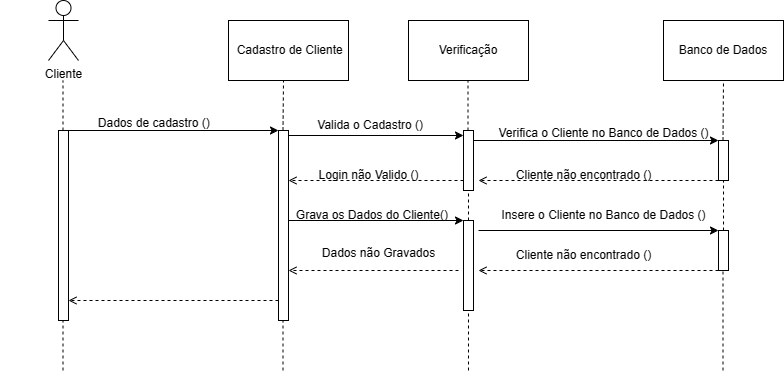 Cliente
Cadastro de Cliente
Verificação
Banco de Dados
Dados de cadastro ()
Valida o Cadastro ()
Verifica o Cliente no Banco de Dados ()
Login não Valido ()
Cliente não encontrado ()
Grava os Dados do Cliente()
Insere o Cliente no Banco de Dados ()
Dados não Gravados
Cliente não encontrado ()